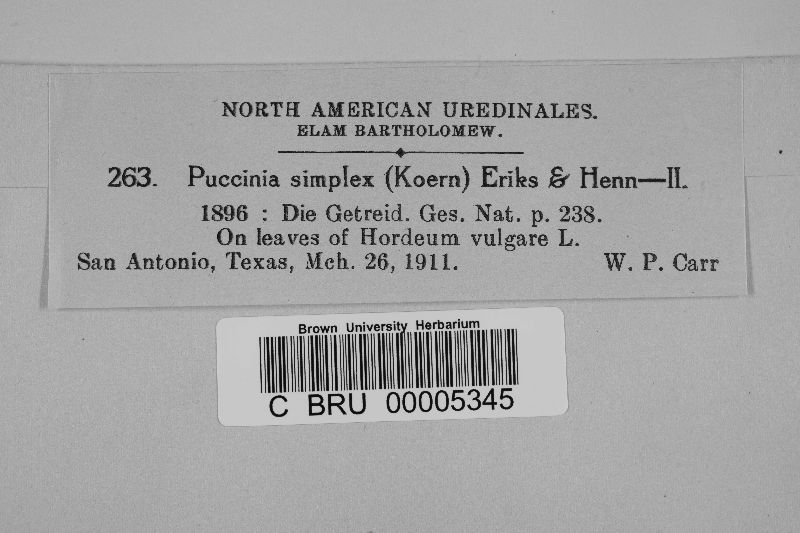 NORTH AMERICAN UREDINALES.
ELAM BARTHOLOMEW.
263. Puccinia simplex (Koern) Eriks & Henn—II.
1896 : Die Getreid. Ges. Nat. p. 238.
On leaves of Hordeum vulgare L.
San Antonio, Texas, Mch. 26, 1911. W. P. Carr
Brown University Herbarium
C BRU 00005345